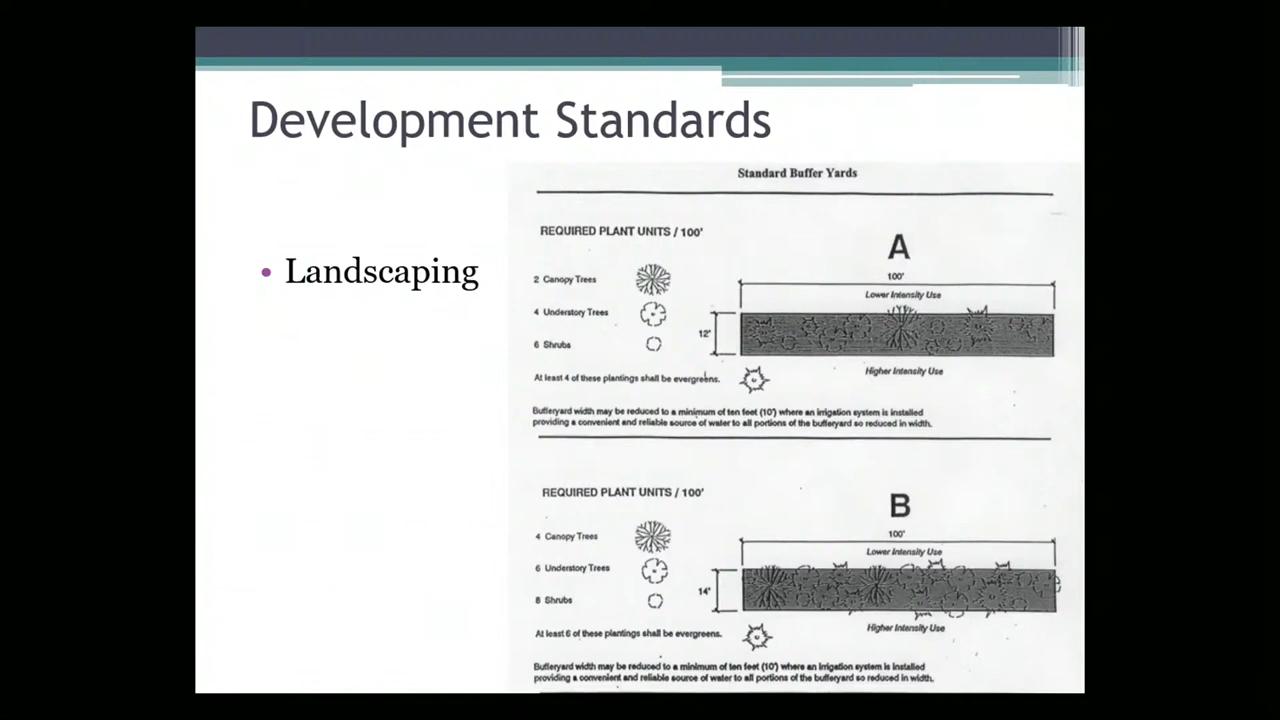 Development Standards
• Landscaping
Standard Buffer Yards
REQUIRED PLANT UNITS / 100'
A
100'
Lower Intensity Use
2 Canopy Trees
4 Understory Trees
12'
6 Shrubs
Higher Intensity Use
At least 4 of these plantings shall be evergreens.
Bufferyard width may be reduced to a minimum of ten feet (10') where an irrigation system is installed
providing a convenient and reliable source of water to all portions of the bufferyard so reduced in width.
REQUIRED PLANT UNITS / 100'
B
100'
Lower Intensity Use
4 Canopy Trees
6 Understory Trees
14'
8 Shrubs
Higher Intensity Use
At least 6 of these plantings shall be evergreens.
Bufferyard width may be reduced to a minimum of ten feet (10') where an irrigation system is installed
providing a convenient and reliable source of water to all portions of the bufferyard so reduced in width.